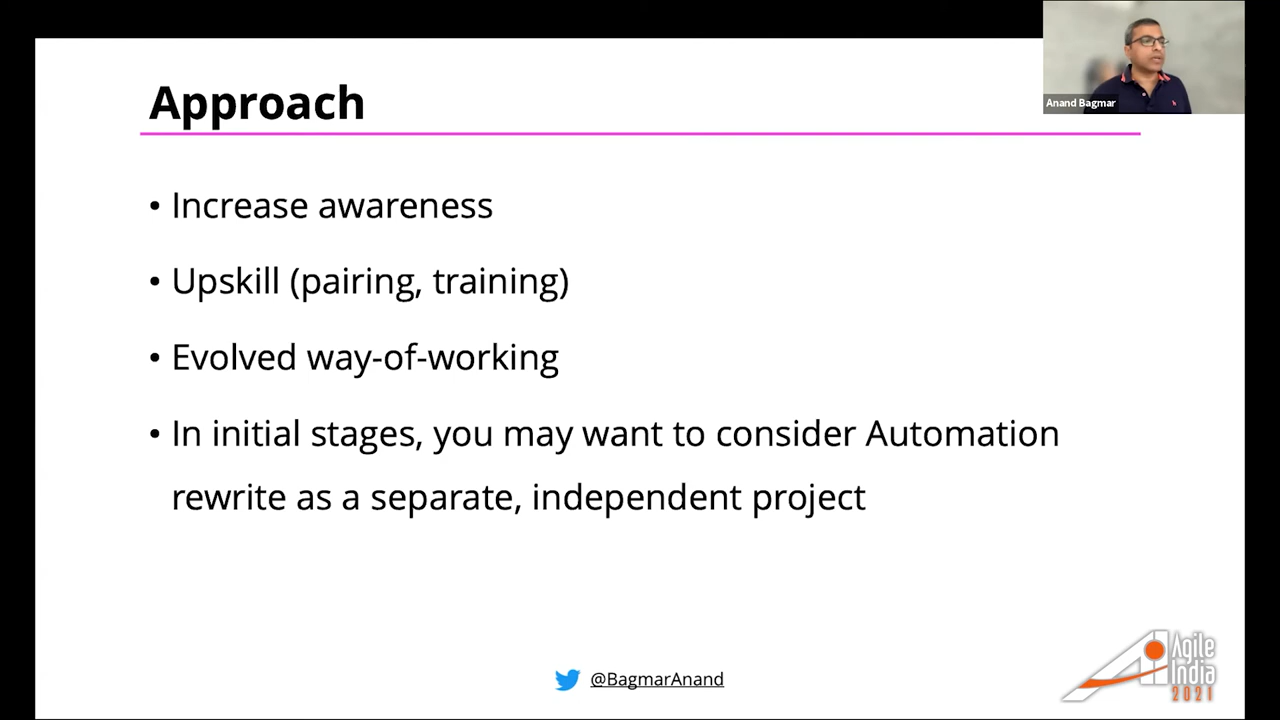 Approach
Anand Bagmar
• Increase awareness
• Upskill (pairing, training)
• Evolved way-of-working
• In initial stages, you may want to consider Automation
rewrite as a separate, independent project
@BagmarAnand
Agile
India
2021